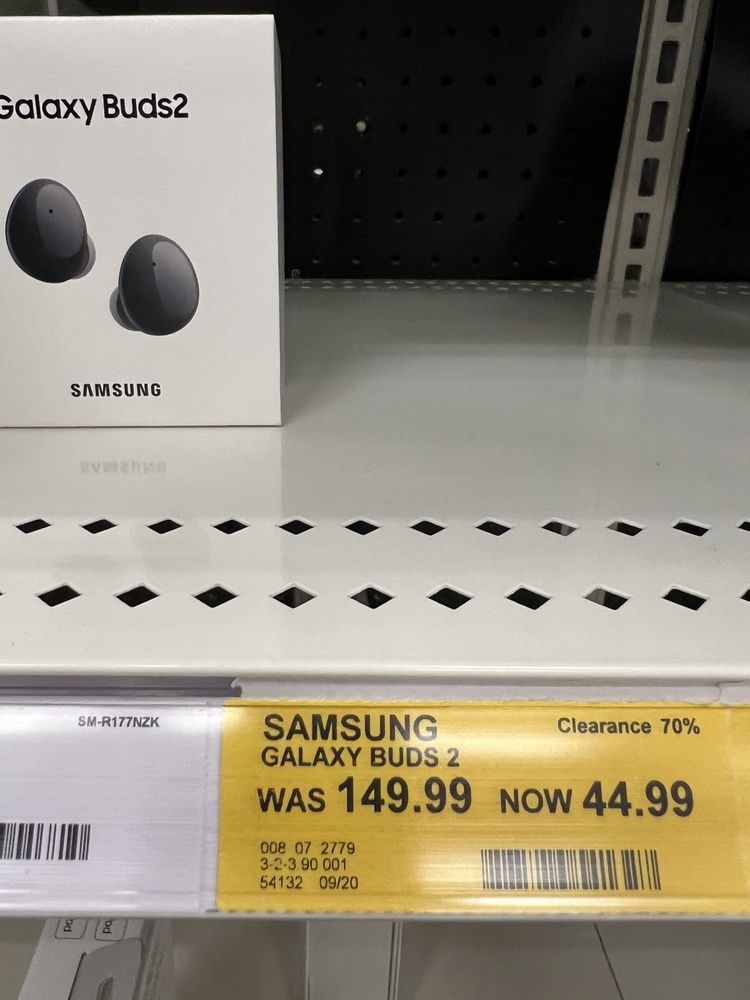 Galaxy Buds2
SAMSUNG
SM-R177NZK
SAMSUNG
Clearance 70%
GALAXY BUDS 2
WAS 149.99 NOW 44.99
008 07 2779
3-2-3.90 001
54132 09/20